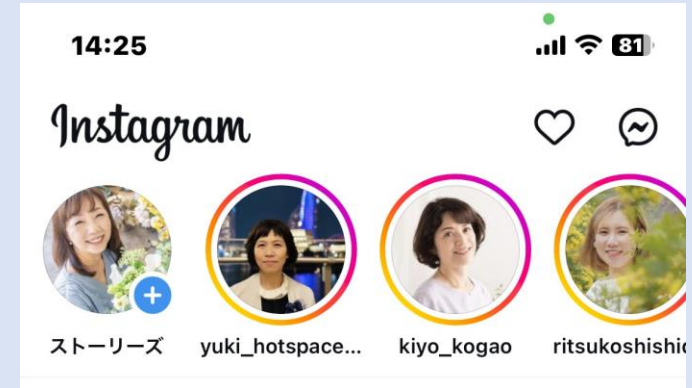 14:25 81
Instagram
ストーリーズ yuki_hotspace... kiyo_kogao ritsukoshishi